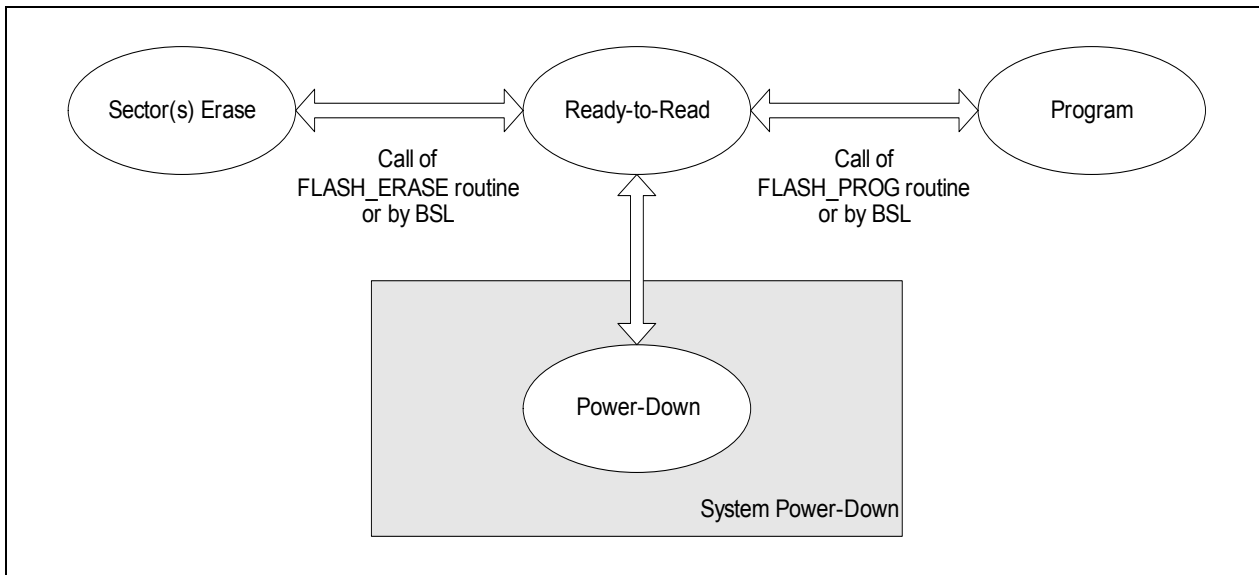 Sector(s) Erase
Ready-to-Read
Program
Call of
FLASH_ERASE routine
or by BSL
Call of
FLASH_PROG routine
or by BSL
Power-Down
System Power-Down